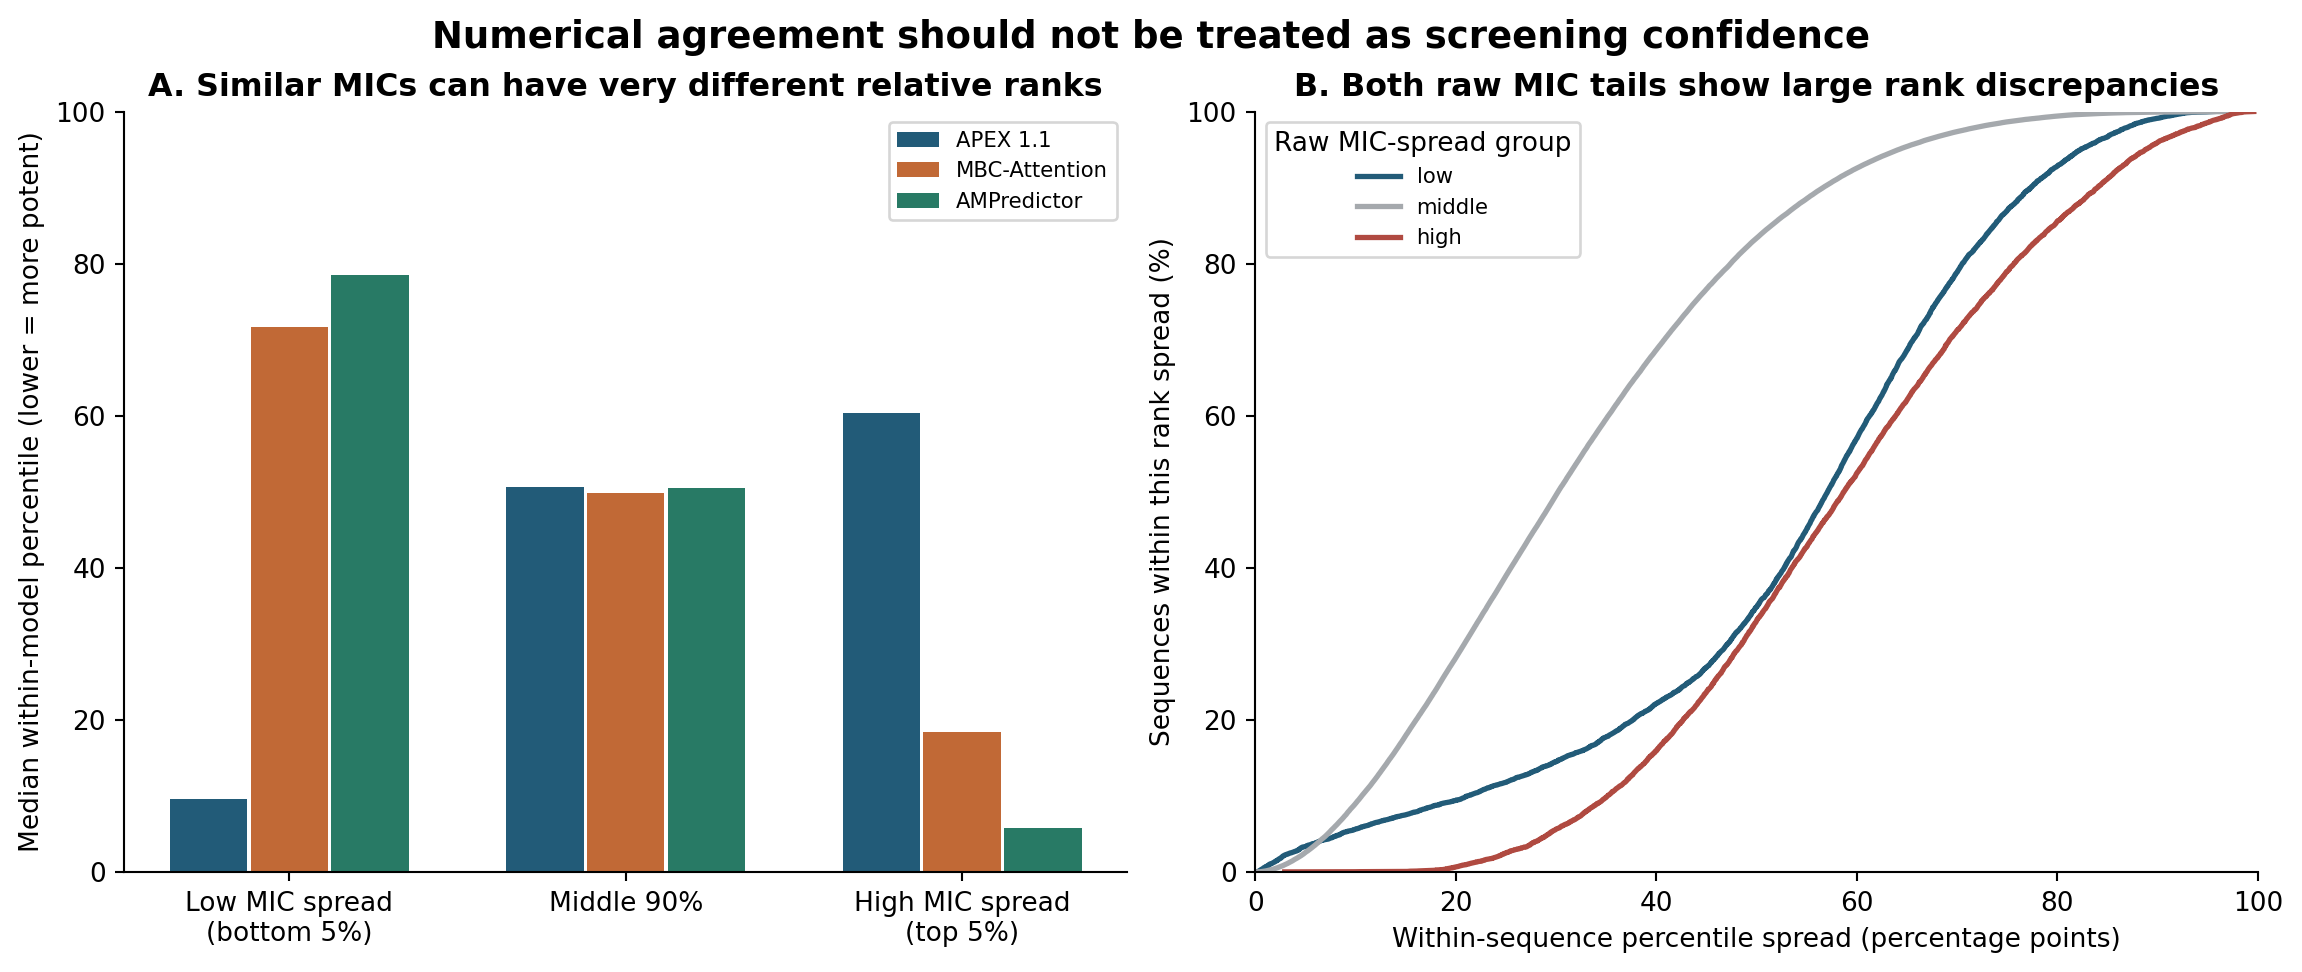 Numerical agreement should not be treated as screening confidence
A. Similar MICs can have very different relative ranks
Median within-model percentile (lower = more potent)
100
80
60
40
20
0
APEX 1.1
MBC-Attention
AMPredictor
Low MIC spread
(bottom 5%)
Middle 90%
High MIC spread
(top 5%)
B. Both raw MIC tails show large rank discrepancies
Sequences within this rank spread (%)
100
80
60
40
20
0
Raw MIC-spread group
low
middle
high
0 20 40 60 80 100
Within-sequence percentile spread (percentage points)